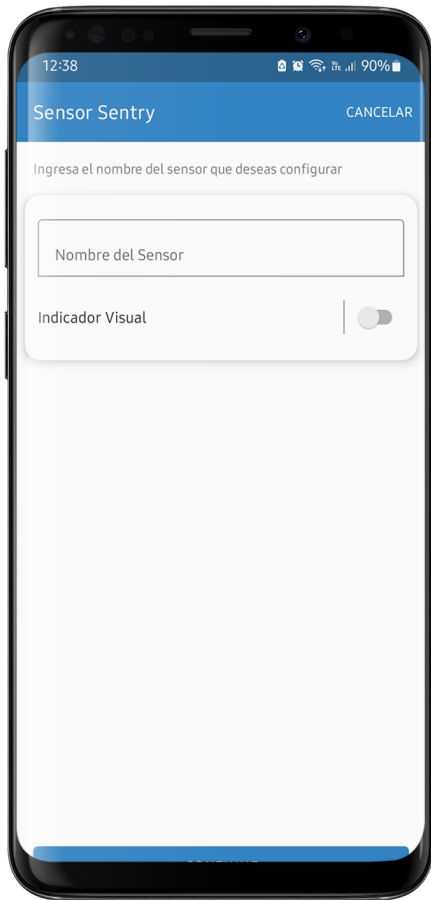 12:38
90%
Sensor Sentry
CANCELAR
Ingresa el nombre del sensor que deseas configurar
Nombre del Sensor
Indicador Visual